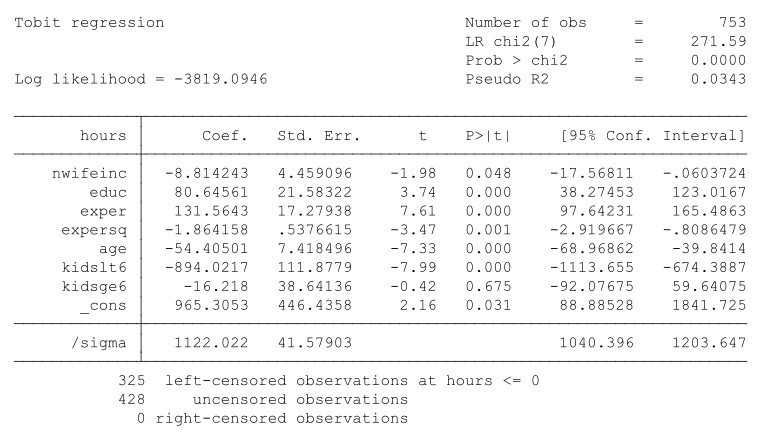 Tobit regression Number of obs = 753
LR chi2(7) = 271.59
Prob > chi2 = 0.0000
Log likelihood = -3819.0946 Pseudo R2 = 0.0343
hours Coef. Std. Err. t P>|t| [95% Conf. Interval]
nwifeinc -8.814243 4.459096 -1.98 0.048 -17.56811 -.0603724
educ 80.64561 21.58322 3.74 0.000 38.27453 123.0167
exper 131.5643 17.27938 7.61 0.000 97.64231 165.4863
expersq -1.864158 .5376615 -3.47 0.001 -2.919667 -.8086479
age -54.40501 7.418496 -7.33 0.000 -68.96862 -39.8414
kidslt6 -894.0217 111.8779 -7.99 0.000 -1113.655 -674.3887
kidsge6 -16.218 38.64136 -0.42 0.675 -92.07675 59.64075
_cons 965.3053 446.4358 2.16 0.031 88.88528 1841.725
/sigma 1122.022 41.57903 1040.396 1203.647
325 left-censored observations at hours <= 0
428 uncensored observations
0 right-censored observations